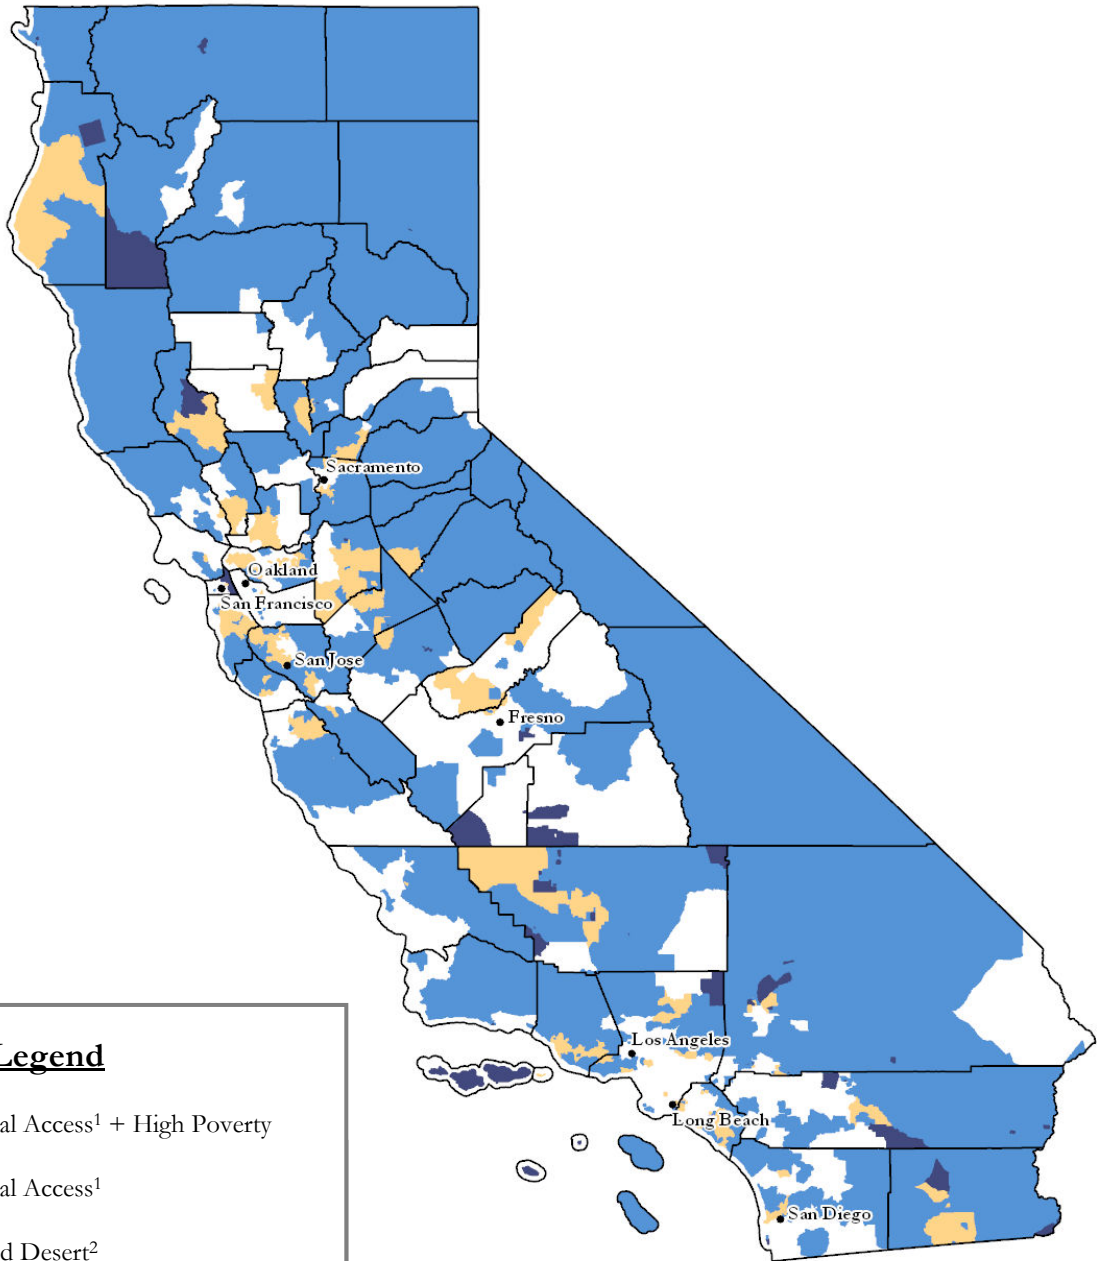 Sacramento
Oakland
San Francisco
San Jose
Fresno
Los Angeles
Long Beach
San Diego
Legend
al Access¹ + High Poverty
al Access¹
d Desert²